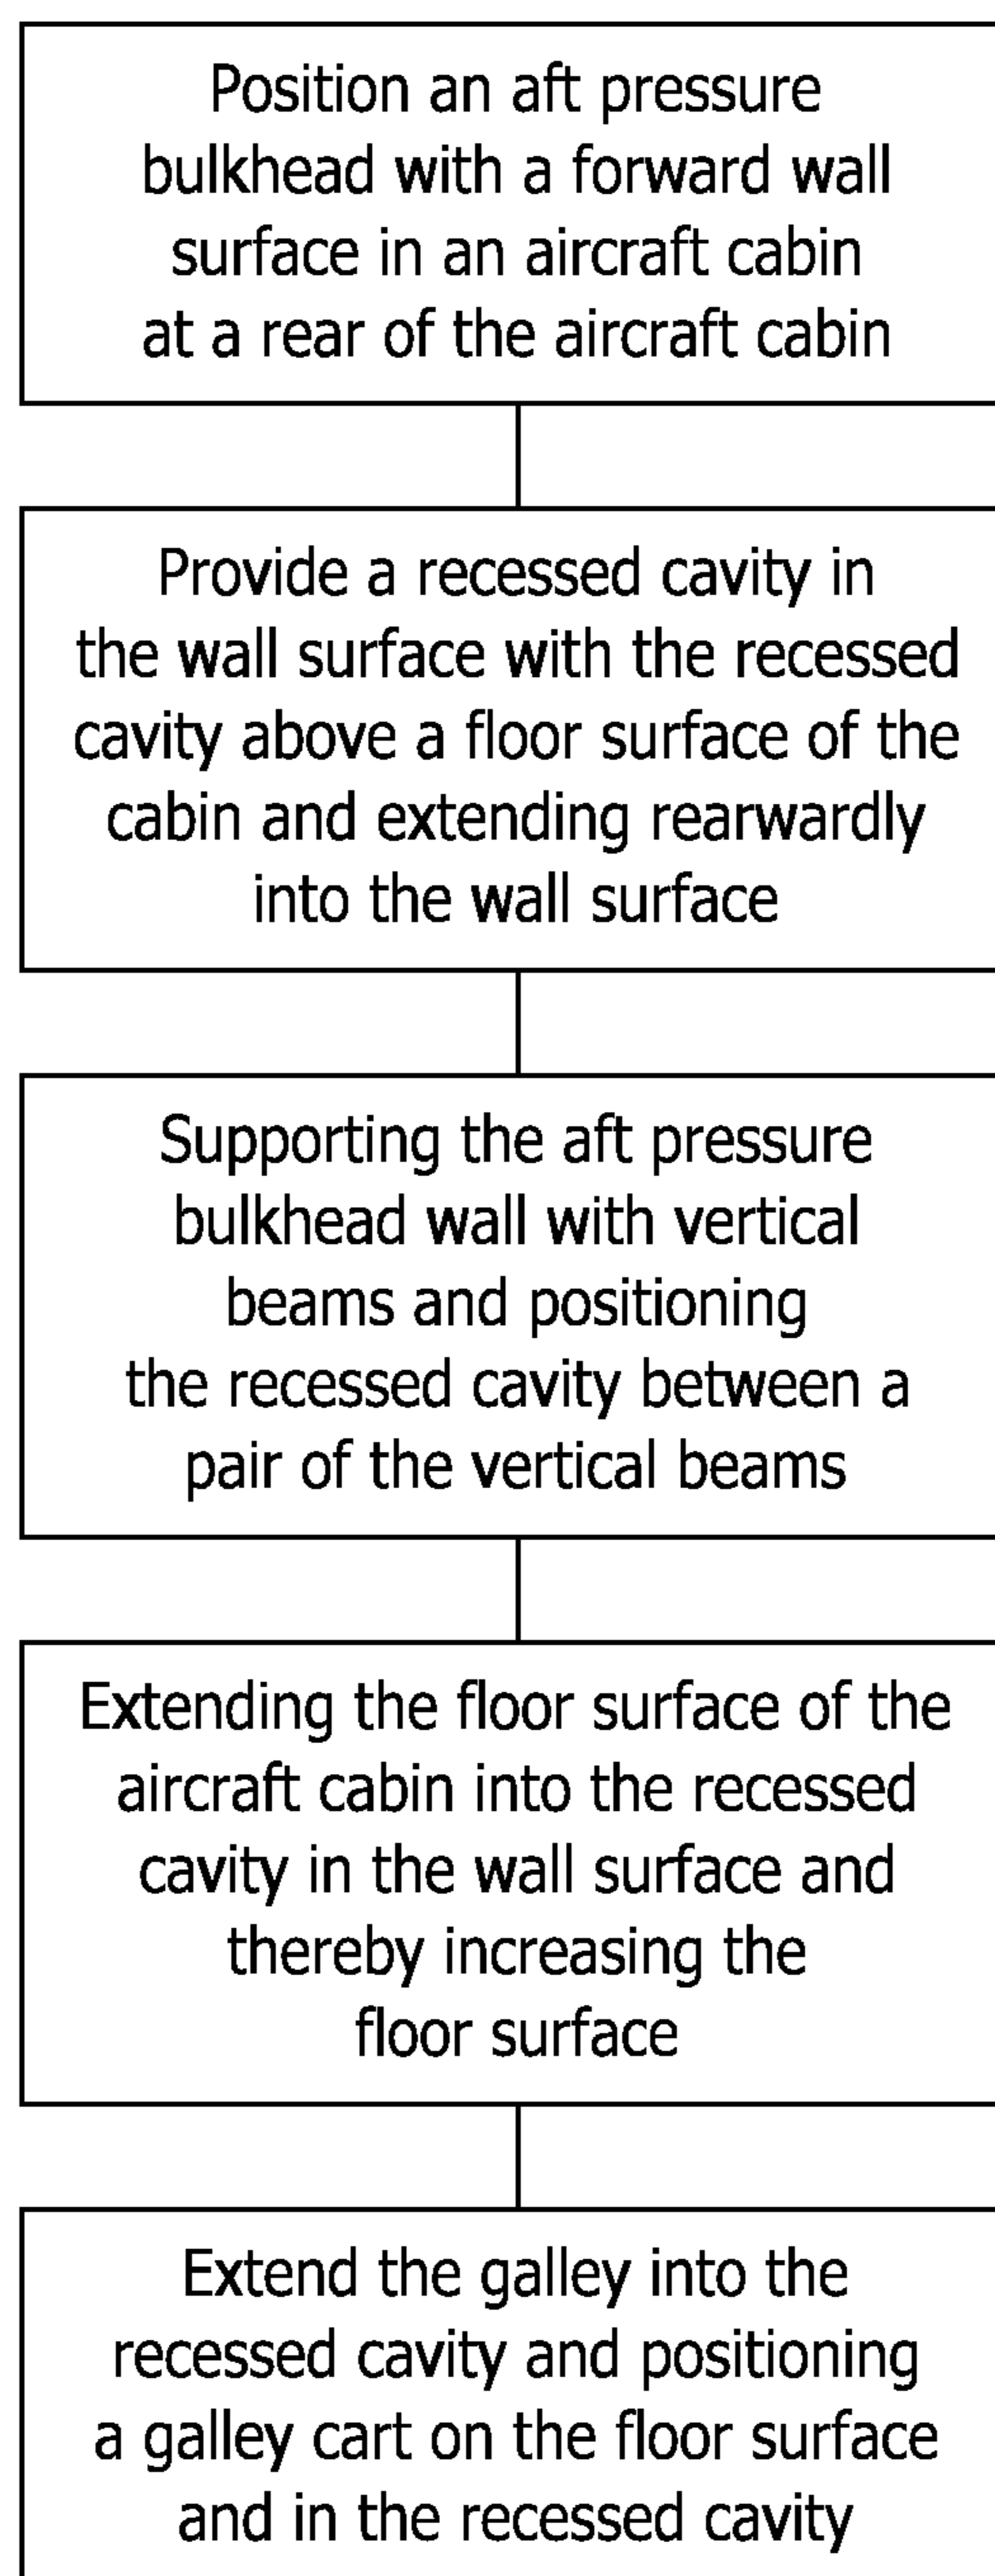 Position an aft pressure
bulkhead with a forward wall
surface in an aircraft cabin
at a rear of the aircraft cabin
Provide a recessed cavity in
the wall surface with the recessed
cavity above a floor surface of the
cabin and extending rearwardly
into the wall surface
Supporting the aft pressure
bulkhead wall with vertical
beams and positioning
the recessed cavity between a
pair of the vertical beams
Extending the floor surface of the
aircraft cabin into the recessed
cavity in the wall surface and
thereby increasing the
floor surface
Extend the galley into the
recessed cavity and positioning
a galley cart on the floor surface
and in the recessed cavity